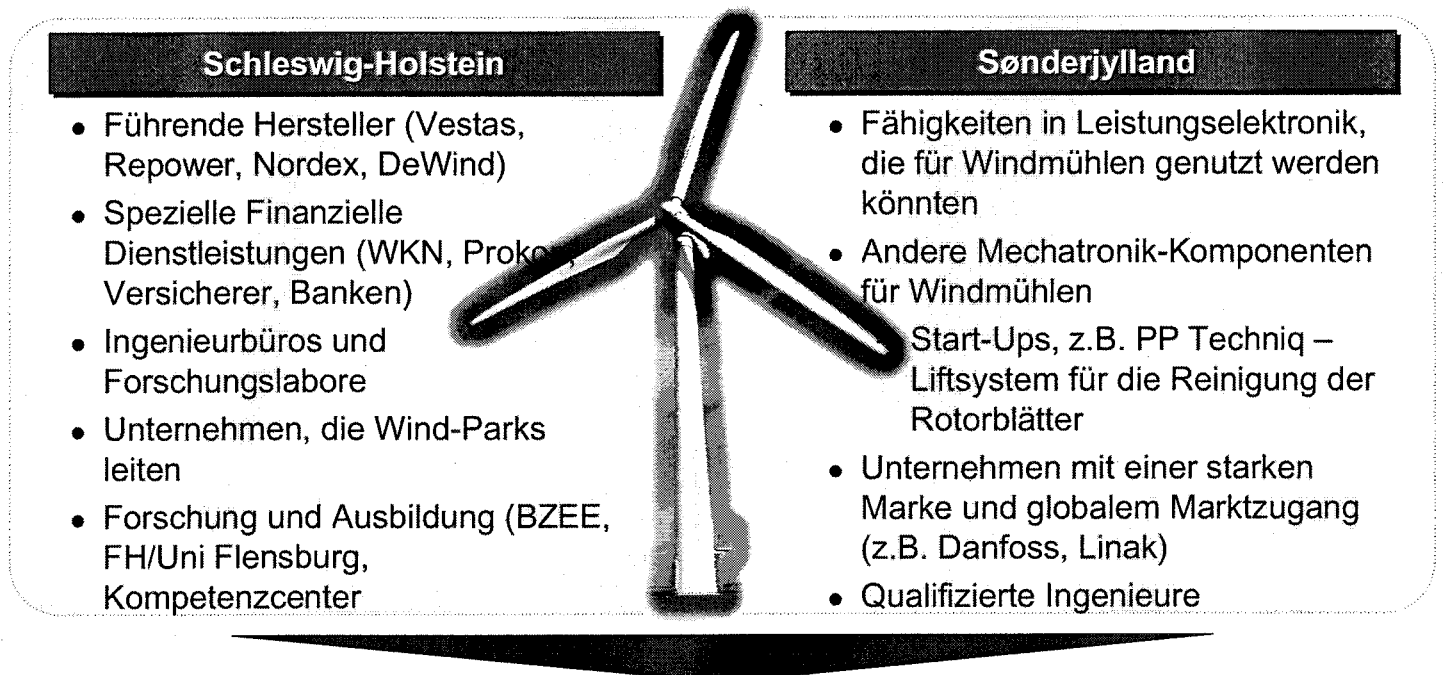 Schleswig-Holstein
• Führende Hersteller (Vestas,
Repower, Nordex, DeWind)
• Spezielle Finanzielle
Dienstleistungen (WKN,
Versicherer, Banken)
• Ingenieurbüros und
Forschungslabore
• Unternehmen, die Wind-Parks
leiten
• Forschung und Ausbildung (BZEE,
FH/Uni Flensburg,
Kompetenzcenter
Sønderjylland
• Fähigkeiten in Leistungselektronik,
die für Windmühlen genutzt werden
könnten
• Andere Mechatronik-Komponenten
für Windmühlen
Start-Ups, z.B. PP Techniq –
Liftsystem für die Reinigung der
Rotorblätter
• Unternehmen mit einer starken
Marke und globalem Marktzugang
(z.B. Danfoss, Linak)
• Qualifizierte Ingenieure